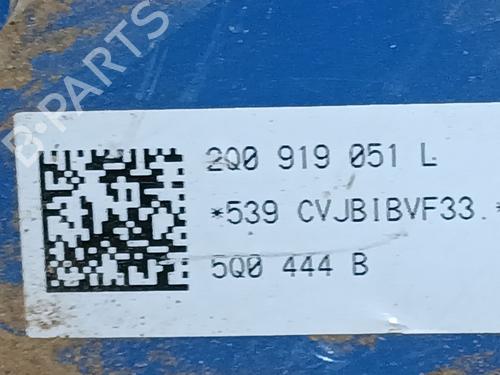 B-PARTS
2Q0 919 051 L
*539 CVJBIBVF33.*
5Q0 444 B